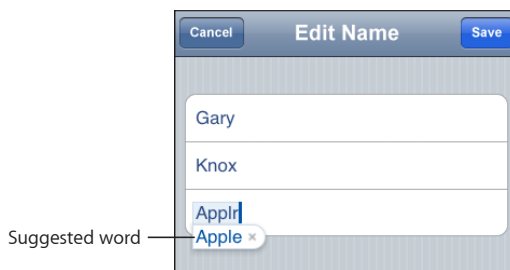 Cancel Edit Name Save
Gary
Knox
Applr
Suggested word Apple ×